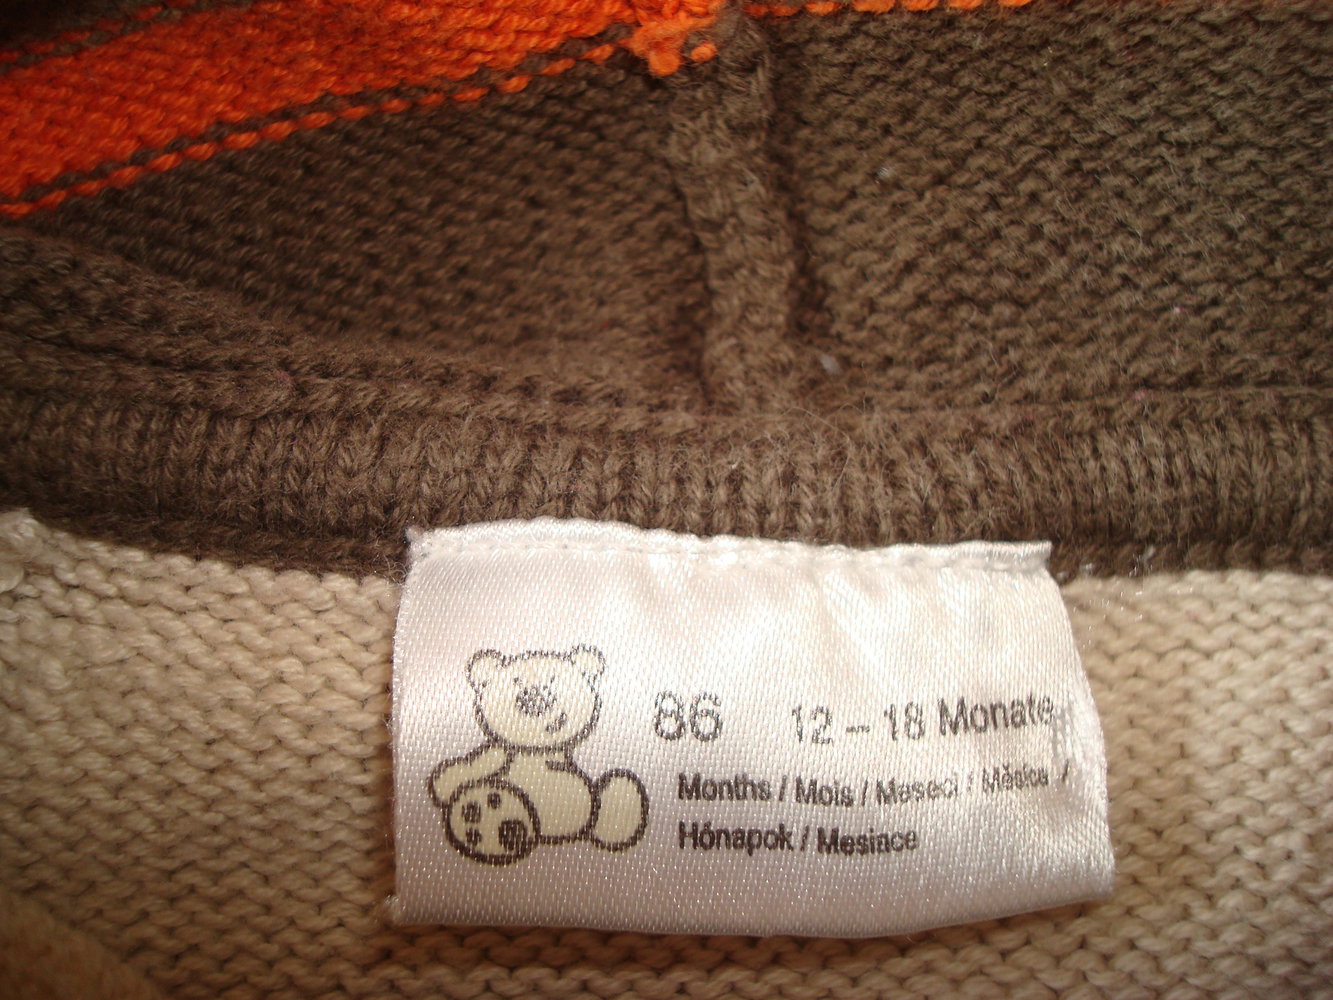 86 12 – 18 Monate
Months / Mois / Meseci / Měsíce /
Hónapok / Mesiace